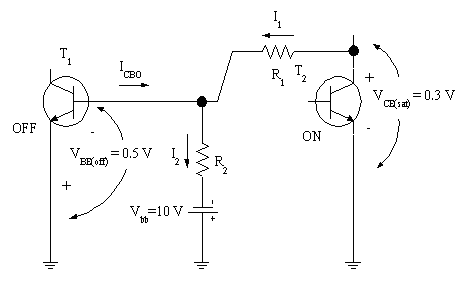 I1
T1
ICBO
R1
T2
+
VCE(sat) = 0.3 V
-
OFF
-
ON
VBE(off) = 0.5 V
I2
R2
+
Vbb=10 V
-
+